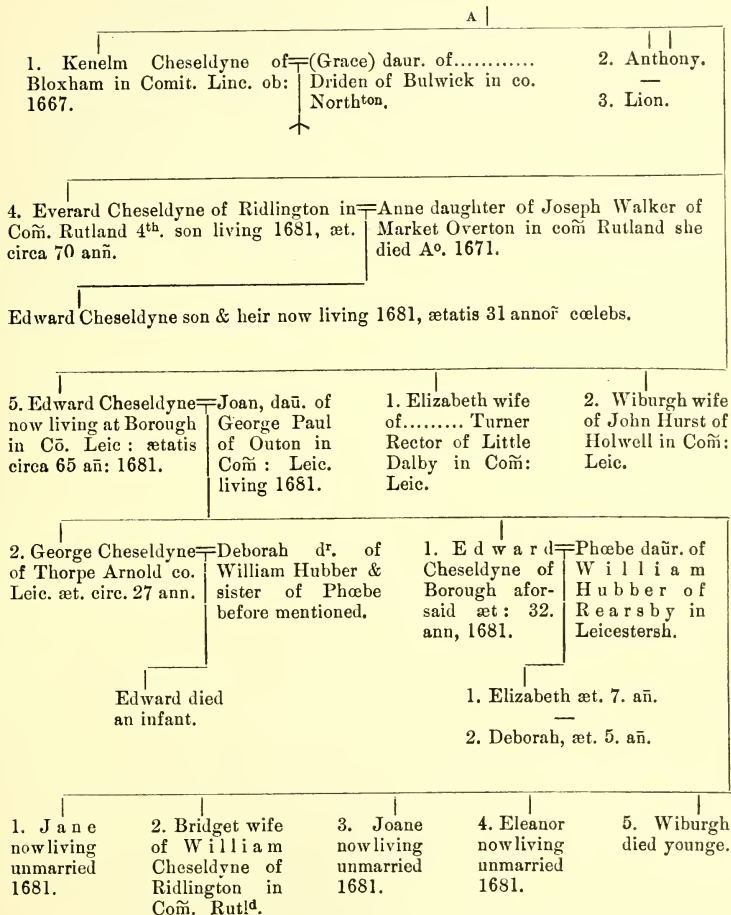 A
1. Kenelm Cheseldyne of
Bloxham in Comit. Linc. ob:
1667.
(Grace) daur. of............
Driden of Bulwick in co.
Northton.
2. Anthony.
—
3. Lion.
4. Everard Cheseldyne of Ridlington in
Com̃. Rutland 4th. son living 1681, æt.
circa 70 ann̄.
Anne daughter of Joseph Walker of
Market Overton in com̃ Rutland she
died Ao. 1671.
Edward Cheseldyne son & heir now living 1681, ætatis 31 annor̃ cœlebs.
5. Edward Cheseldyne
now living at Borough
in Cō. Leic : ætatis
circa 65 an̄: 1681.
Joan, daū. of
George Paul
of Outon in
Com̃ : Leic.
living 1681.
1. Elizabeth wife
of......... Turner
Rector of Little
Dalby in Com̃:
Leic.
2. Wiburgh wife
of John Hurst of
Holwell in Com̃:
Leic.
2. George Cheseldyne
of Thorpe Arnold co.
Leic. æt. circ. 27 ann.
Deborah dr. of
William Hubber &
sister of Phœbe
before mentioned.
1. Edward
Cheseldyne of
Borough afor-
said æt: 32.
ann, 1681.
Phœbe daūr. of
William
Hubber of
Rearsby in
Leicestersh.
Edward died
an infant.
1. Elizabeth æt. 7. an̄.
—
2. Deborah, æt. 5. an̄.
1. Jane
now living
unmarried
1681.
2. Bridget wife
of William
Cheseldyne of
Ridlington in
Com̃. Rutld.
3. Joane
now living
unmarried
1681.
4. Eleanor
now living
unmarried
1681.
5. Wiburgh
died younge.